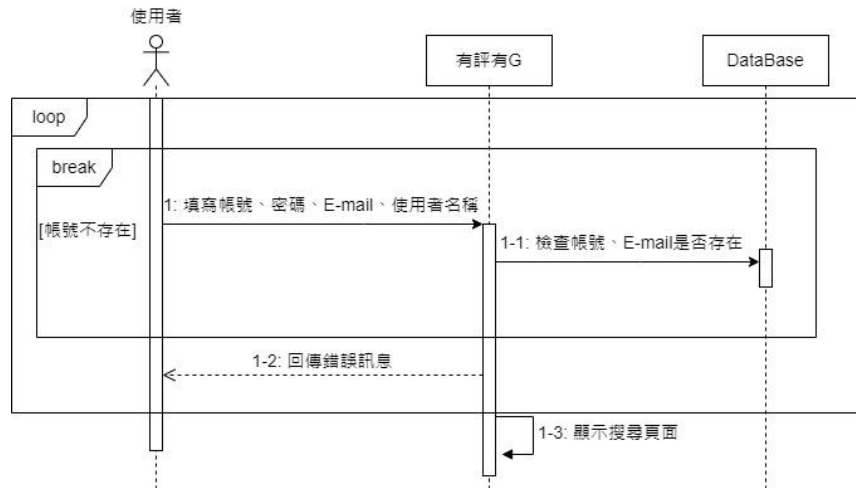 使用者
有評有G
DataBase
loop
break
1: 填寫帳號、密碼、E-mail、使用者名稱
[帳號不存在]
1-1: 檢查帳號、E-mail是否存在
1-2: 回傳錯誤訊息
1-3: 顯示搜尋頁面